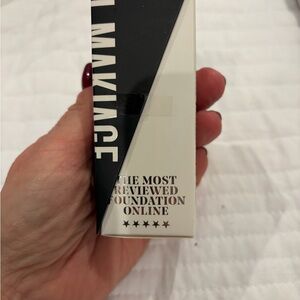 L MAKIAGE
THE MOST
REVIEWED
FOUNDATION
ONLINE